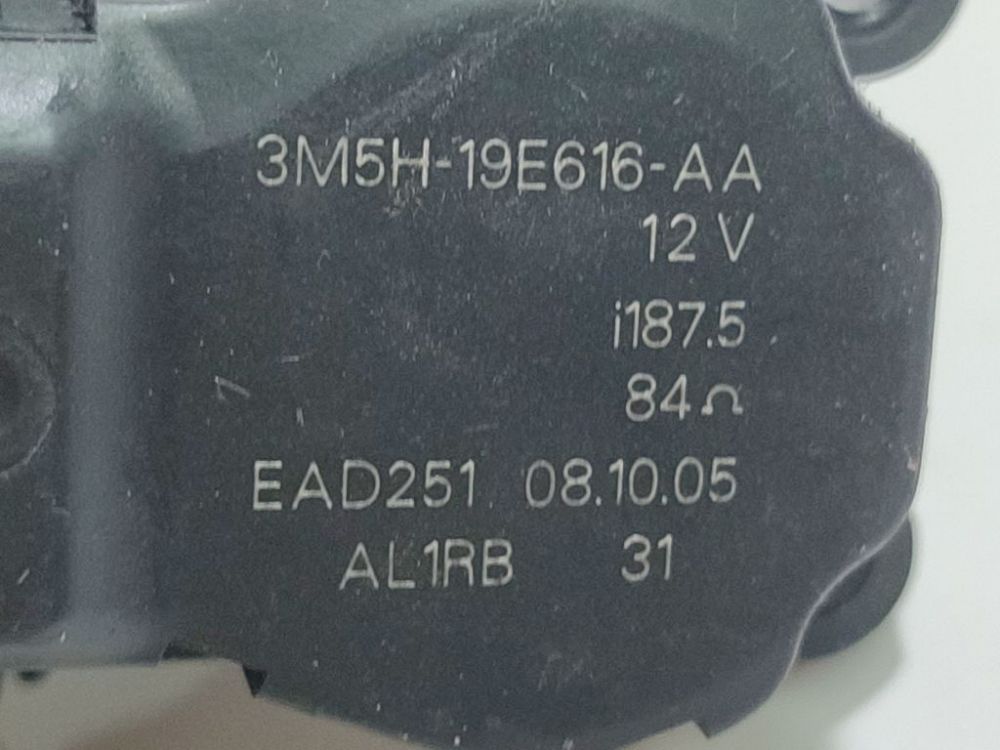 3M5H-19E616-AA
12 V
i187.5
84Ω
EAD251 08.10.05
AL1RB 31